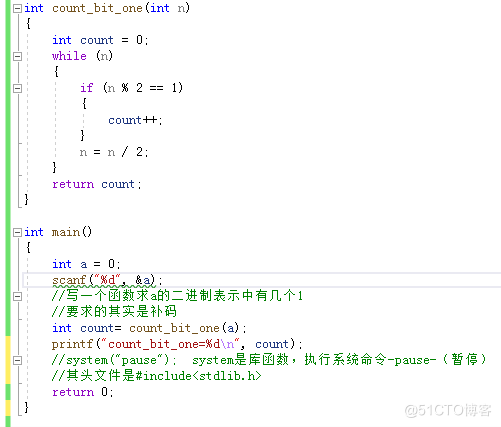 int count_bit_one(int n)
{
int count = 0;
while (n)
{
if (n % 2 == 1)
{
count++;
}
n = n / 2;
}
return count;
}
int main()
{
int a = 0;
scanf("%d", &a);
//写一个函数求a的二进制表示中有几个1
//要求的其实是补码
int count= count_bit_one(a);
printf("count_bit_one=%d\n", count);
//system("pause"); system是库函数，执行系统命令-pause-（暂停）
//其头文件是#include<stdlib.h>
return 0;
}
@51CTO博客